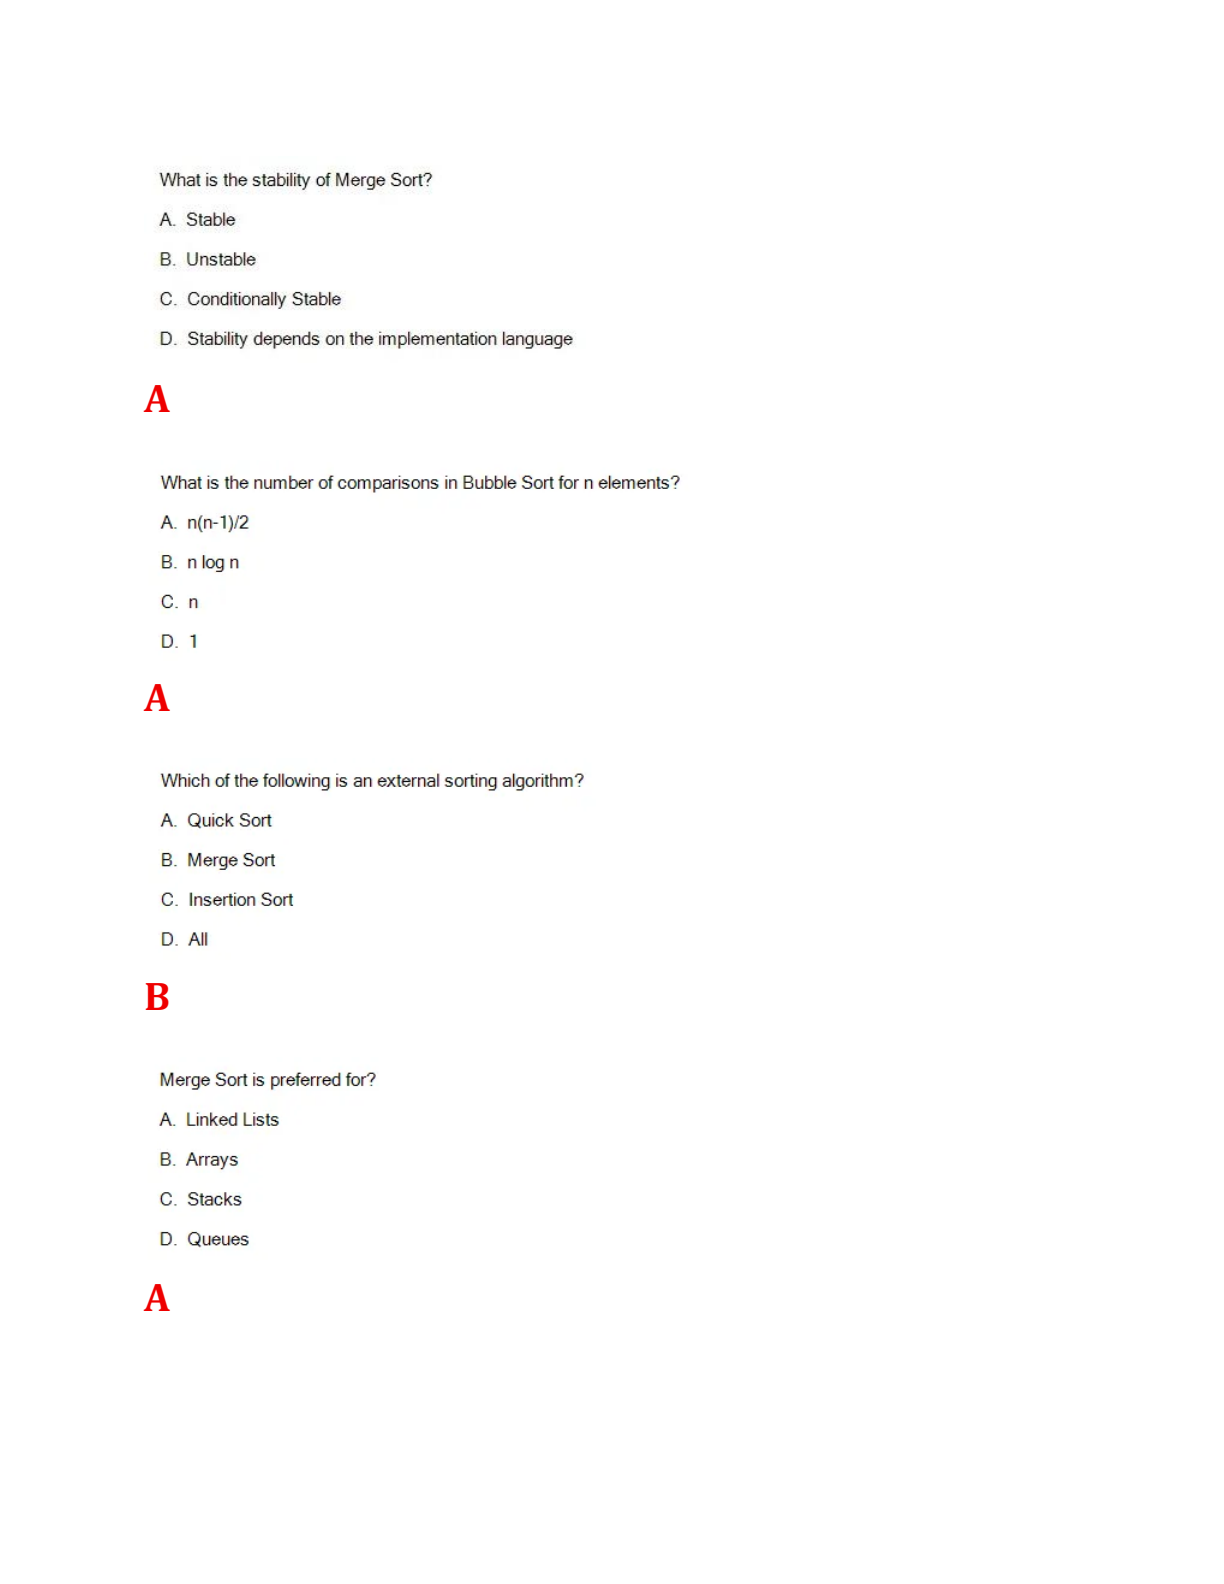 What is the stability of Merge Sort?
A. Stable
B. Unstable
C. Conditionally Stable
D. Stability depends on the implementation language
A
What is the number of comparisons in Bubble Sort for n elements?
A. n(n-1)/2
B. n log n
C. n
D. 1
A
Which of the following is an external sorting algorithm?
A. Quick Sort
B. Merge Sort
C. Insertion Sort
D. All
B
Merge Sort is preferred for?
A. Linked Lists
B. Arrays
C. Stacks
D. Queues
A